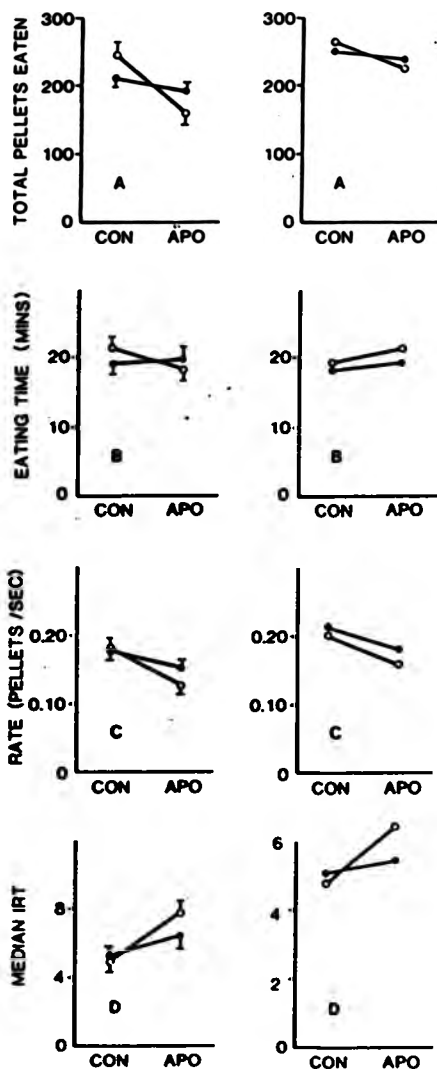 TOTAL PELLETS EATEN
300
200
100
0
A
CON APO
300
200
100
0
A
CON APO
EATING TIME (MINS)
20
10
0
B
CON APO
20
10
0
B
CON APO
RATE (PELLETS /SEC)
0.20
0.10
0
C
CON APO
0.20
0.10
0
C
CON APO
MEDIAN IRT
8
4
0
D
CON APO
6
4
2
0
D
CON APO